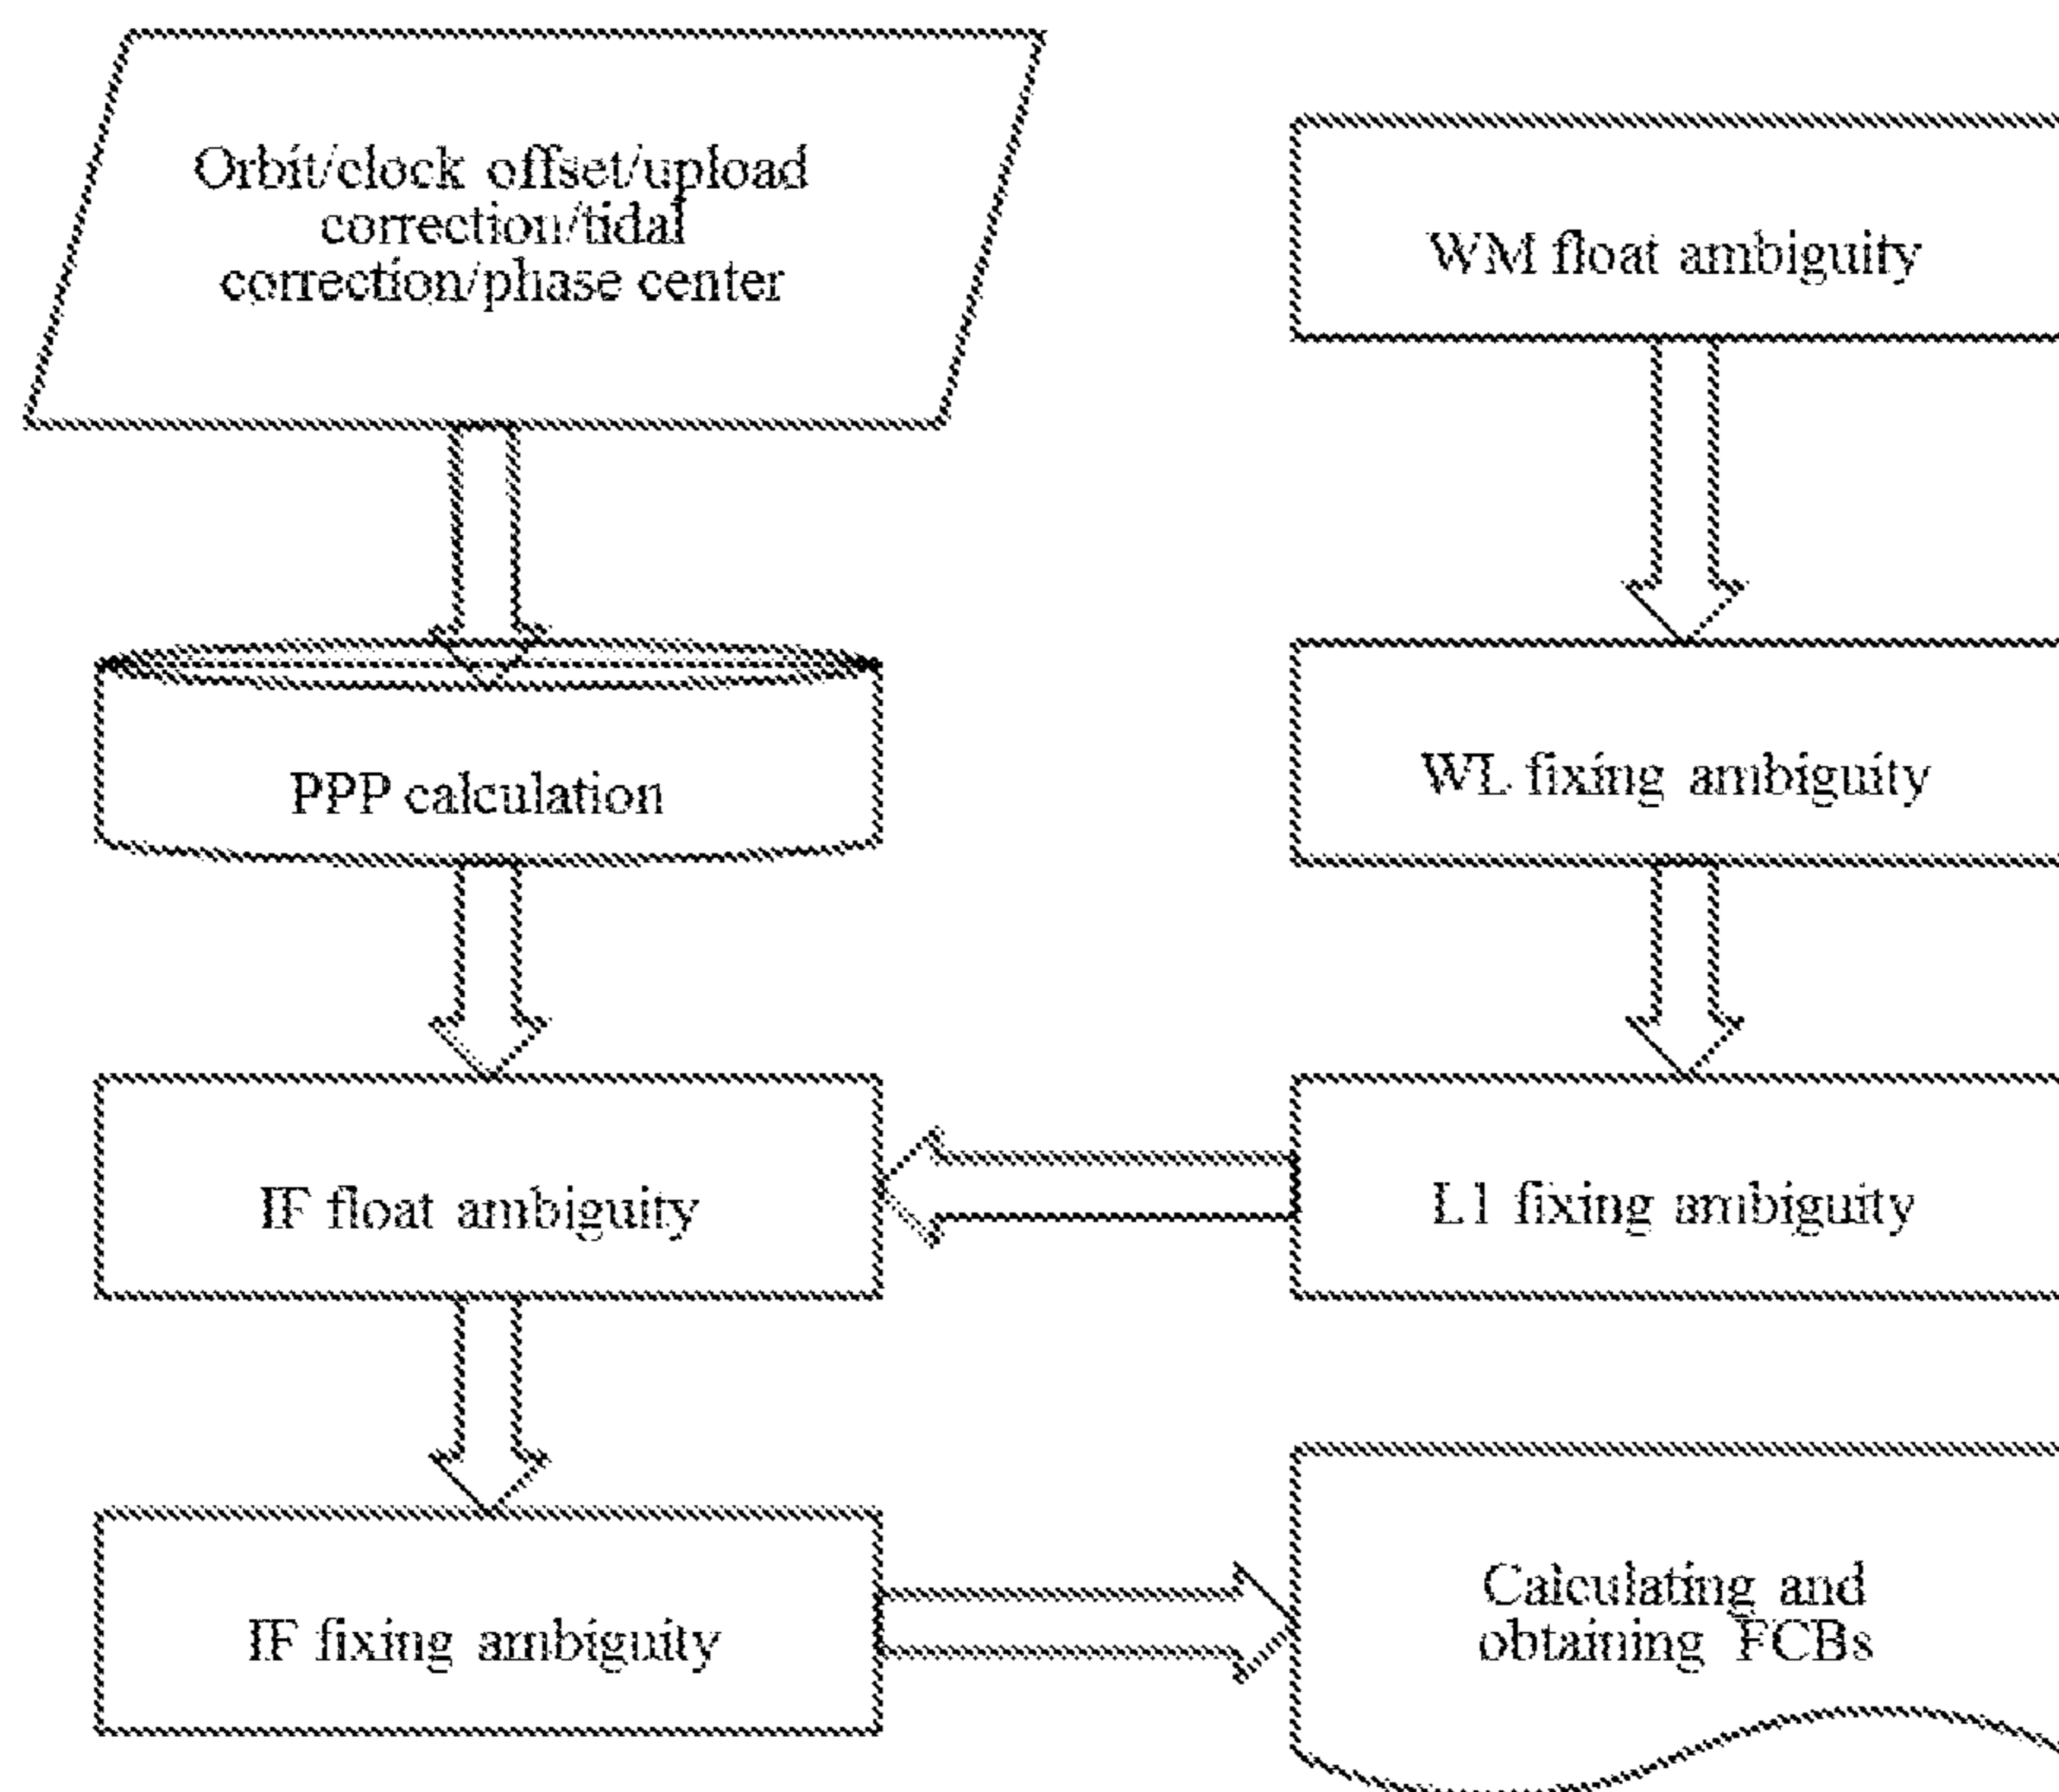 Orbit/clock offset/upload
correction/tidal
correction/phase center
WM float ambiguity
PPP calculation
WL fixing ambiguity
IF float ambiguity
L1 fixing ambiguity
IF fixing ambiguity
Calculating and
obtaining FCBs